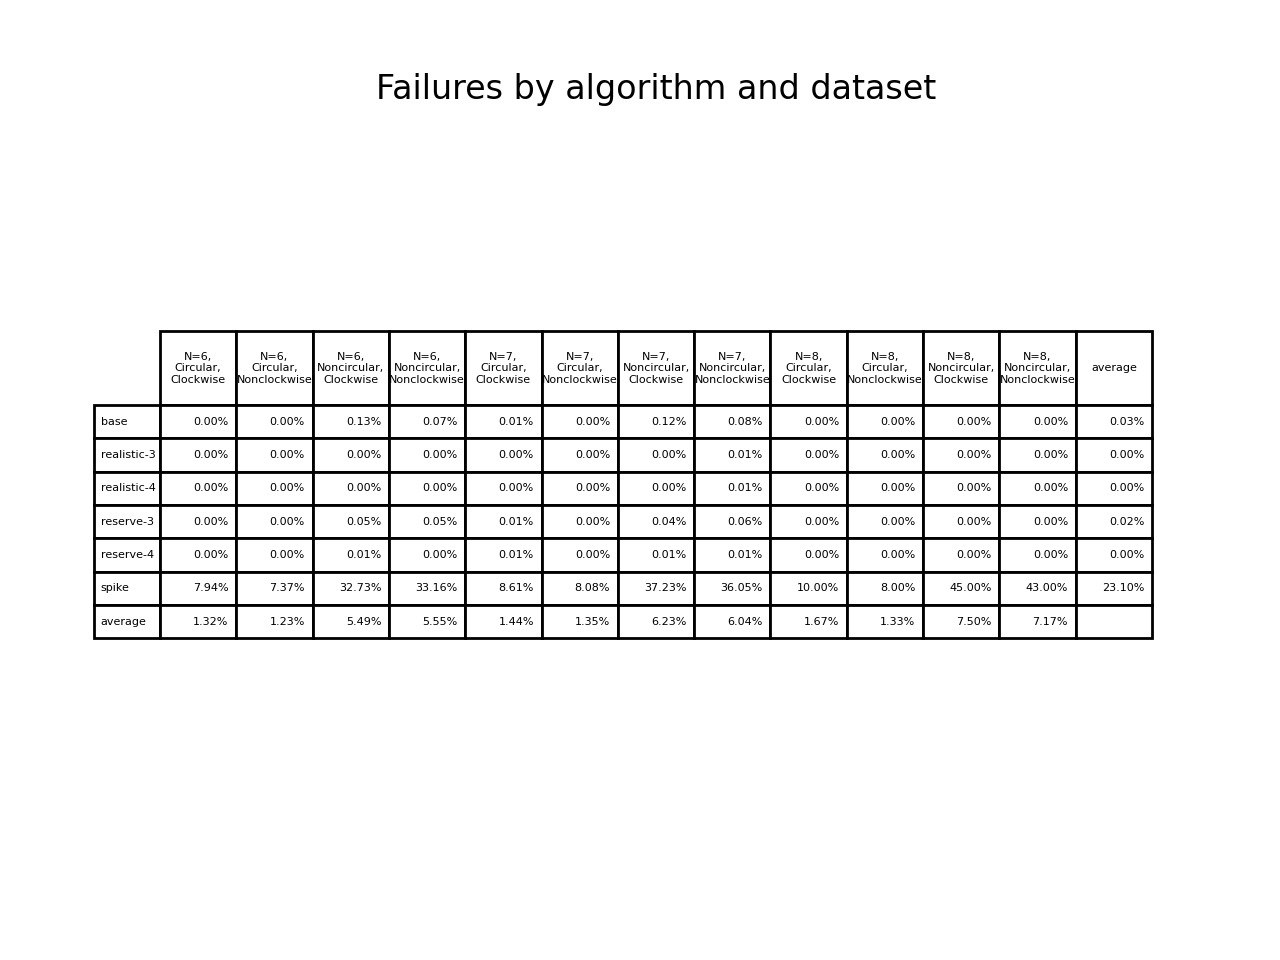 Failures by algorithm and dataset
N=6, Circular, Clockwise N=6, Circular, Nonclockwise N=6, Noncircular, Clockwise N=6, Noncircular, Nonclockwise N=7, Circular, Clockwise N=7, Circular, Nonclockwise N=7, Noncircular, Clockwise N=7, Noncircular, Nonclockwise N=8, Circular, Clockwise N=8, Circular, Nonclockwise N=8, Noncircular, Clockwise N=8, Noncircular, Nonclockwise average
base 0.00% 0.00% 0.13% 0.07% 0.01% 0.00% 0.12% 0.08% 0.00% 0.00% 0.00% 0.00% 0.03%
realistic-3 0.00% 0.00% 0.00% 0.00% 0.00% 0.00% 0.00% 0.01% 0.00% 0.00% 0.00% 0.00% 0.00%
realistic-4 0.00% 0.00% 0.00% 0.00% 0.00% 0.00% 0.00% 0.01% 0.00% 0.00% 0.00% 0.00% 0.00%
reserve-3 0.00% 0.00% 0.05% 0.05% 0.01% 0.00% 0.04% 0.06% 0.00% 0.00% 0.00% 0.00% 0.02%
reserve-4 0.00% 0.00% 0.01% 0.00% 0.01% 0.00% 0.01% 0.01% 0.00% 0.00% 0.00% 0.00% 0.00%
spike 7.94% 7.37% 32.73% 33.16% 8.61% 8.08% 37.23% 36.05% 10.00% 8.00% 45.00% 43.00% 23.10%
average 1.32% 1.23% 5.49% 5.55% 1.44% 1.35% 6.23% 6.04% 1.67% 1.33% 7.50% 7.17%